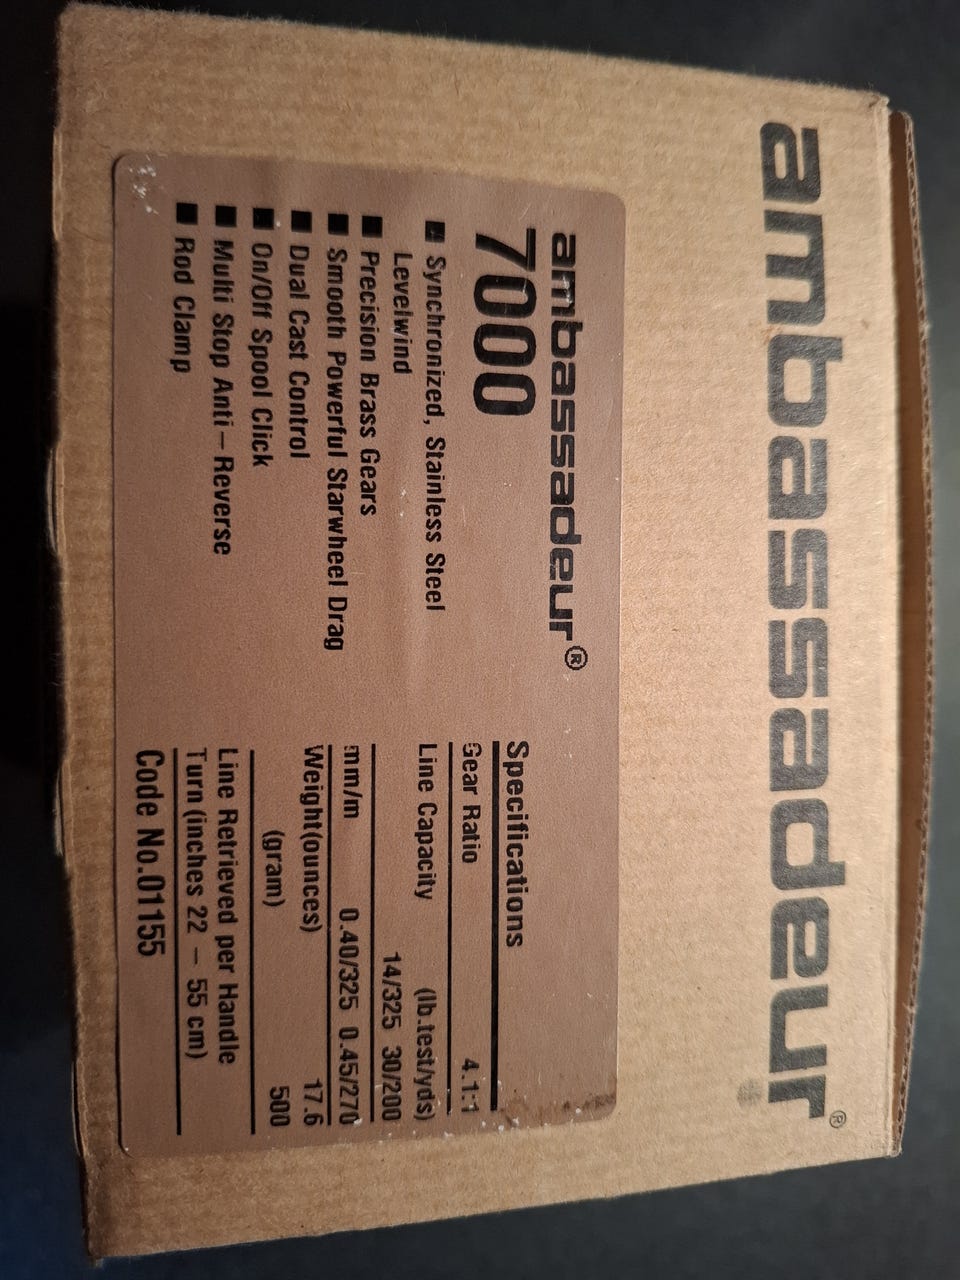 ambassadeur®
ambassadeur®
7000
■ Synchronized, Stainless Steel
Levelwind
■ Precision Brass Gears
■ Smooth Powerful Starwheel Drag
■ Dual Cast Control
■ On/Off Spool Click
■ Multi Stop Anti – Reverse
■ Rod Clamp
Specifications
Gear Ratio 4.1:1
Line Capacity (lb.test/yds)
14/325 30/200
mm/m 0.40/325 0.45/270
Weight(ounces) 17.6
(gram) 500
Line Retrieved per Handle
Turn (inches 22 – 55 cm)
Code No.01155